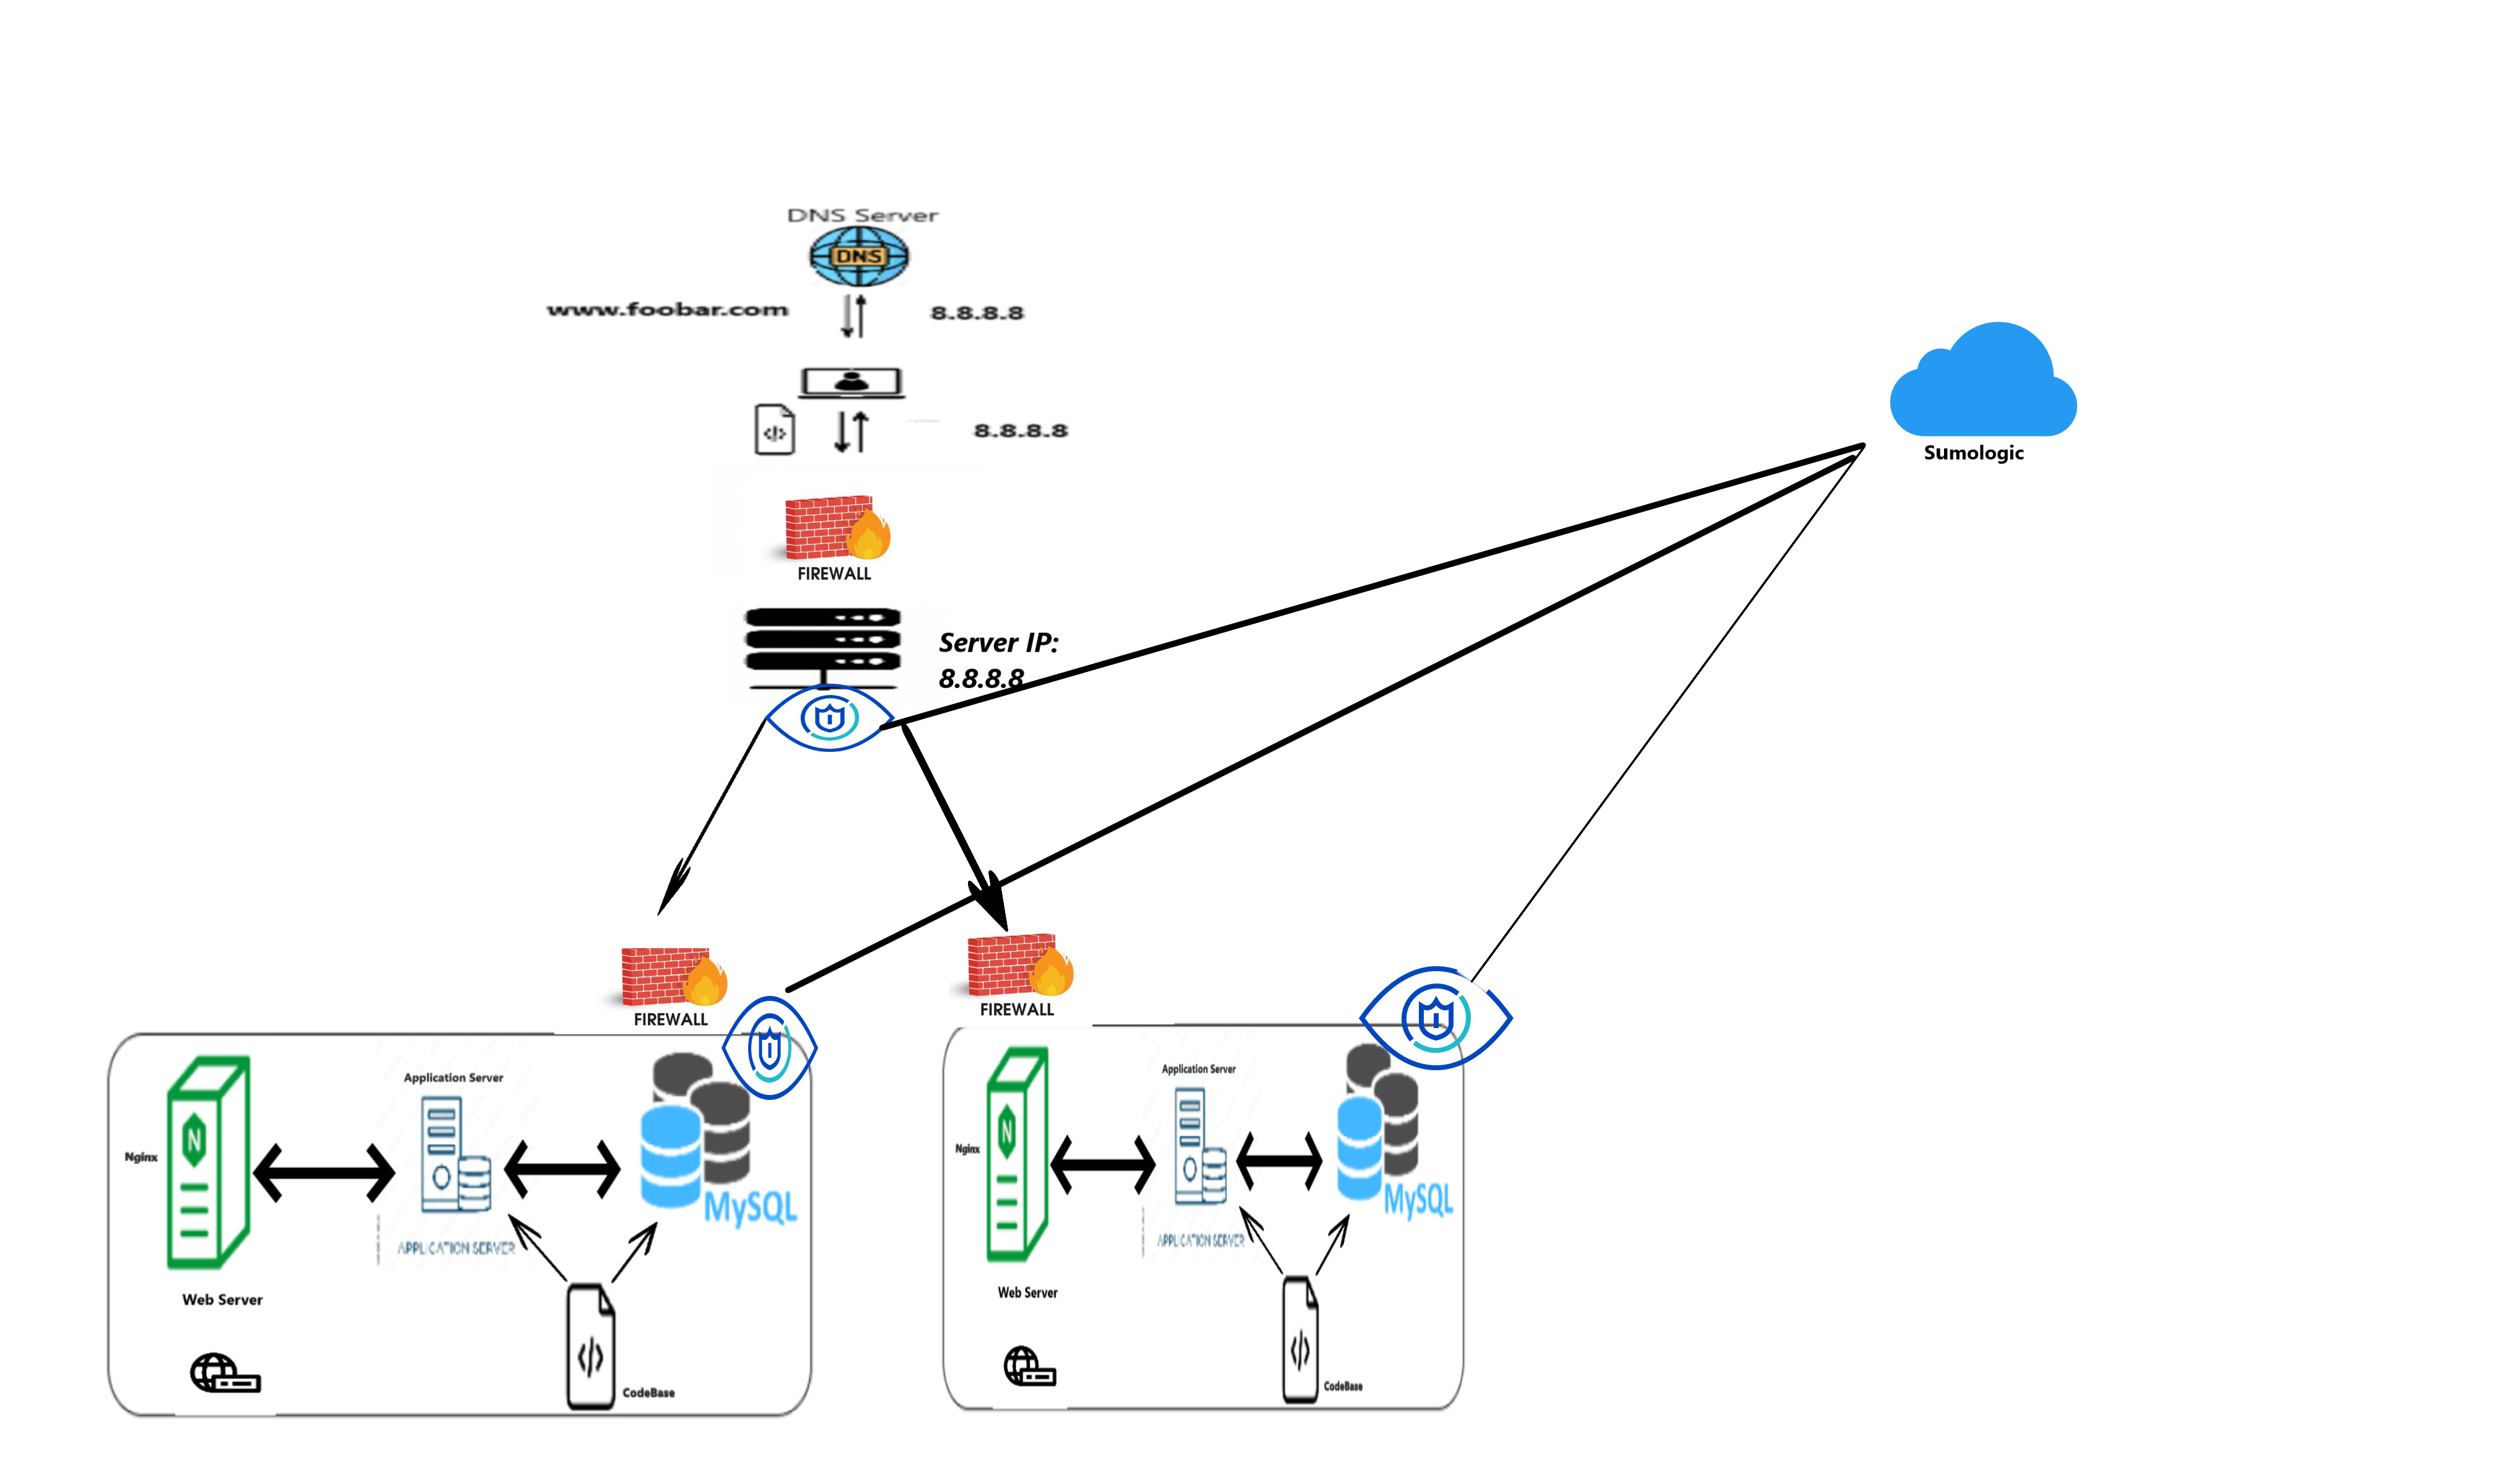 DNS Server
DNS
www.foobar.com
8.8.8.8
8.8.8.8
Sumologic
FIREWALL
Server IP:
8.8.8.8
FIREWALL
FIREWALL
Application Server
N
Nginx
MySQL
APPLICATION SERVER
Web Server
</>
CodeBase
Application Server
N
Nginx
MySQL
APPLICATION SERVER
Web Server
</>
CodeBase